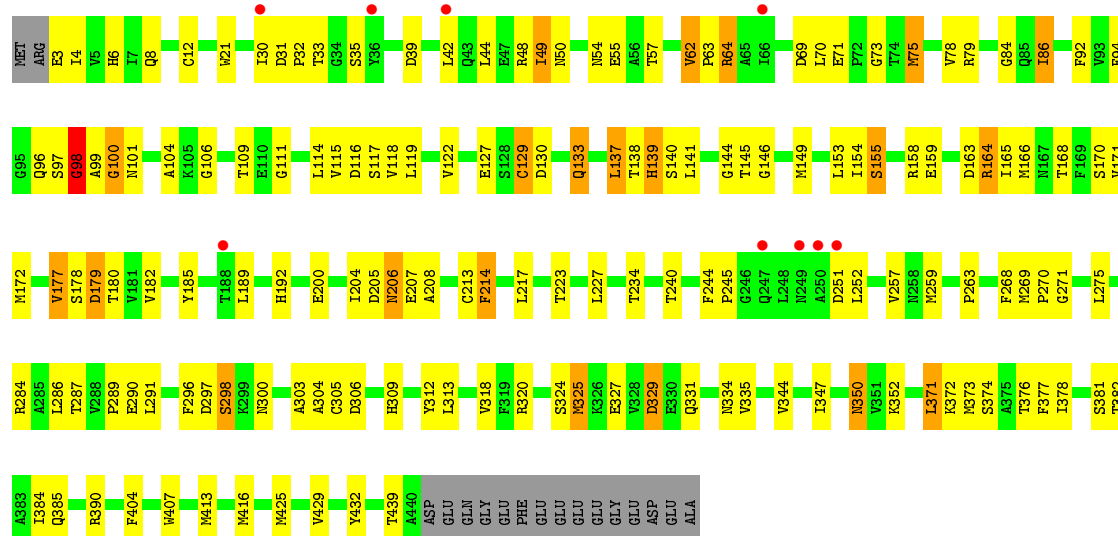 MET ARG E3 I4 V5 H6 I7 Q8 C12 W21 I30 D31 P32 T33 G34 S35 Y36 D39 L42 Q43 L44 E47 R48 I49 N50 N54 E55 A56 T57 V62 P63 R64 A65 I66 D69 L70 E71 P72 G73 T74 M75 V78 R79 G84 Q85 I86 F92 V93 F94
G95 Q96 S97 G98 A99 G100 N101 A104 K105 G106 T109 E110 G111 L114 V115 D116 S117 V118 L119 V122 E127 S128 C129 D130 Q133 L137 T138 H139 S140 L141 G144 T145 G146 M149 L153 I154 S155 R158 E159 D163 R164 I165 M166 N167 T168 F169 S170 V171
M172 V177 S178 D179 T180 V181 V182 Y185 T188 L189 H192 E200 I204 D205 N206 E207 A208 C213 F214 L217 T223 L227 T234 T240 F244 P245 G246 Q247 L248 N249 A250 D251 L252 V257 N258 M259 P263 F268 M269 P270 G271 L275
R284 A285 L286 T287 V288 P289 E290 L291 F296 D297 S298 K299 N300 A303 A304 C305 D306 H309 Y312 L313 V318 F319 R320 S324 M325 K326 E327 V328 D329 E330 Q331 N334 V335 V344 I347 N350 V351 K352 L371 K372 M373 S374 A375 T376 F377 I378 S381 T382
A383 I384 Q385 R390 F404 W407 M413 M416 M425 V429 Y432 T439 A440 ASP GLU GLN GLY GLU PHE GLU GLU GLU GLU GLY GLU ASP GLU ALA